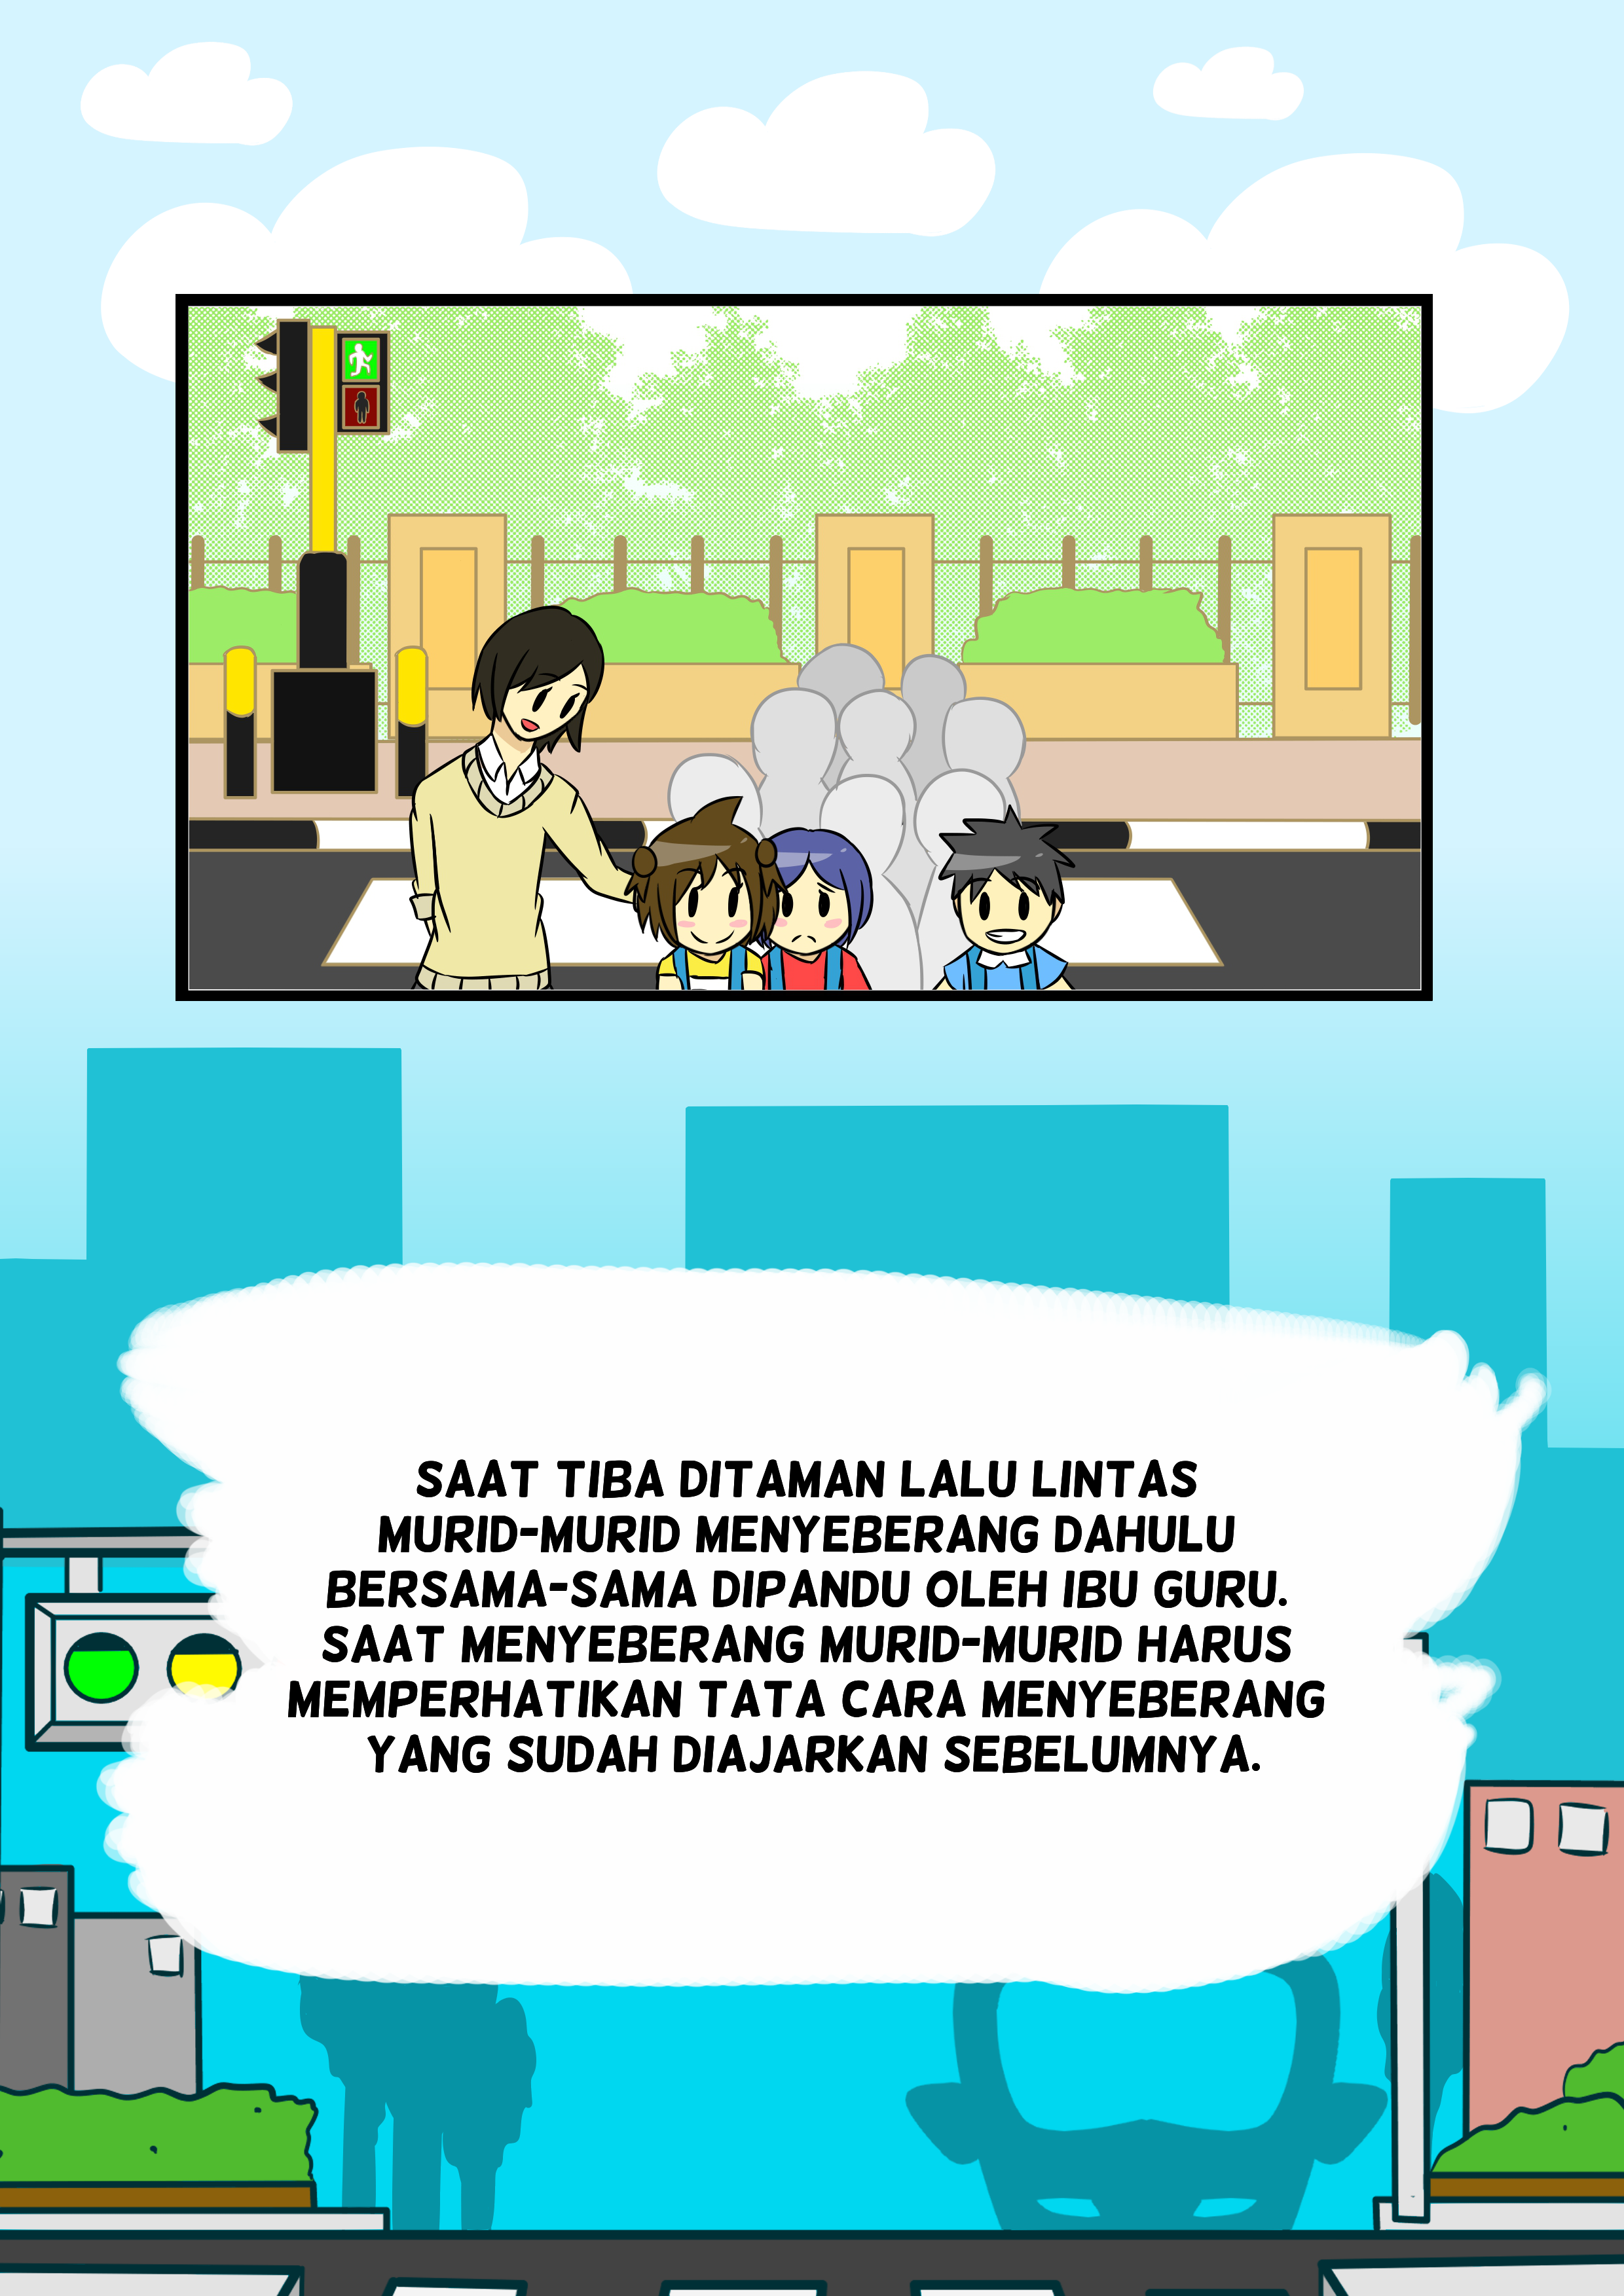 SAAT TIBA DITAMAN LALU LINTAS
MURID-MURID MENYEBERANG DAHULU
BERSAMA-SAMA DIPANDU OLEH IBU GURU.
SAAT MENYEBERANG MURID-MURID HARUS
MEMPERHATIKAN TATA CARA MENYEBERANG
YANG SUDAH DIAJARKAN SEBELUMNYA.